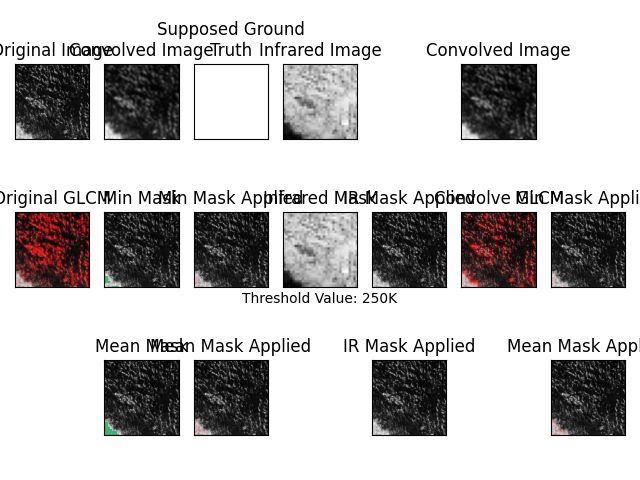 Supposed Ground
Original Image Convolved Image Truth Infrared Image Convolved Image
Original GLCM Min Mask Min Mask Applied Infrared Mask IR Mask Applied Convolve GLCM Min Mask Appli
Threshold Value: 250K
Mean Mask Mean Mask Applied IR Mask Applied Mean Mask Appl